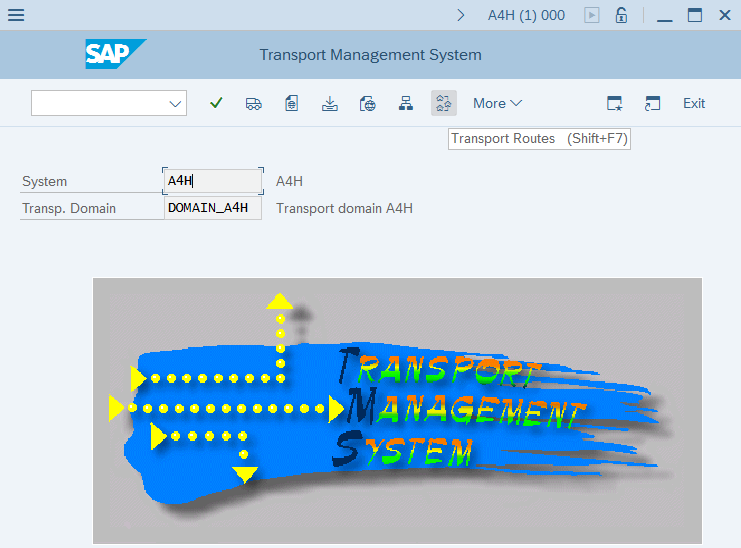 A4H (1) 000
SAP
Transport Management System
More
Exit
Transport Routes (Shift+F7)
System A4H A4H
Transp. Domain DOMAIN_A4H Transport domain A4H
TRANSPORT
MANAGEMENT
SYSTEM